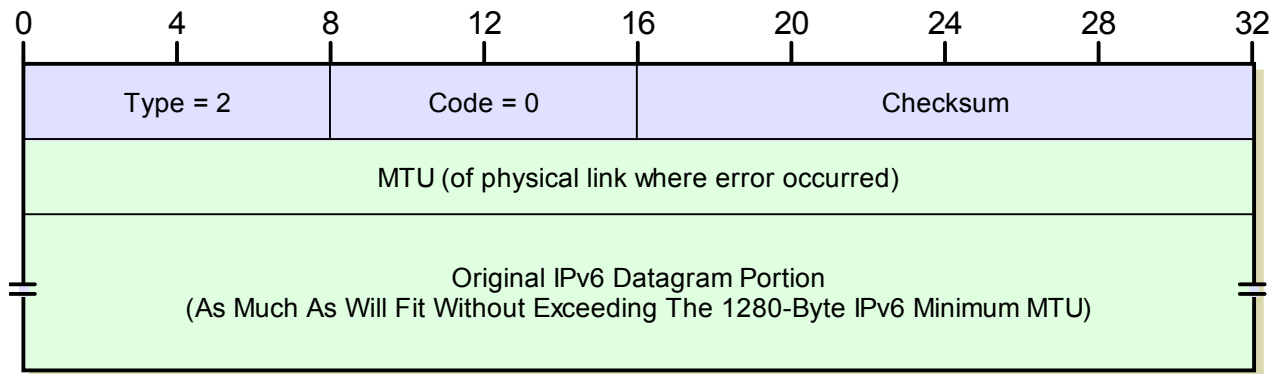 0 4 8 12 16 20 24 28 32
Type = 2 Code = 0 Checksum
MTU (of physical link where error occurred)
Original IPv6 Datagram Portion
(As Much As Will Fit Without Exceeding The 1280-Byte IPv6 Minimum MTU)